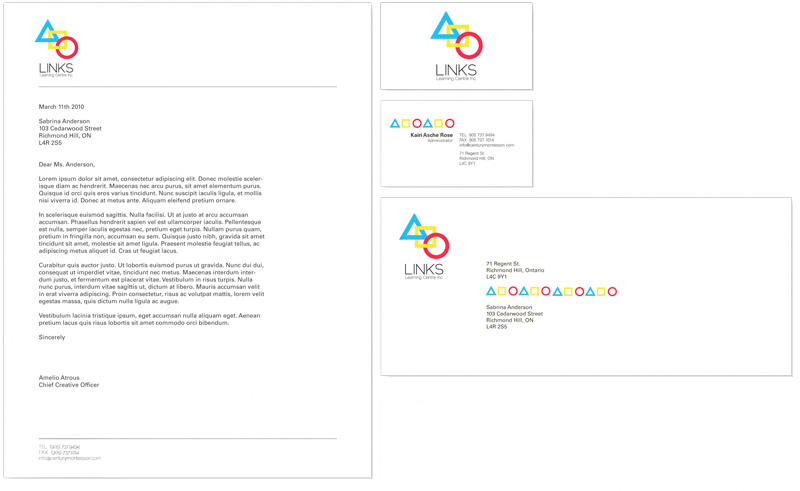 LINKS
Learning Centre Inc
March 11th 2010
Sabrina Anderson
103 Cedarwood Street
Richmond Hill, ON
L4R 2S5
Dear Ms. Anderson,
Lorem ipsum dolor sit amet, consectetur adipiscing elit. Donec molestie sceler-
isque diam ac hendrerit. Maecenas nec arcu purus, sit amet elementum purus.
Quisque id orci quis eros varius tincidunt. Nunc suscipit iaculis ligula, et mollis
nisi viverra id. Donec at metus ante. Aliquam eleifend pretium ornare.
In scelerisque euismod sagittis. Nulla facilisi. Ut at justo at arcu accumsan
accumsan. Phasellus hendrerit sapien vel est ullamcorper iaculis. Pellentesque
est nulla, semper iaculis egestas nec, pretium eget turpis. Nullam purus quam,
pretium in fringilla non, accumsan eu sem. Quisque justo nibh, gravida sit amet
tincidunt sit amet, molestie sit amet ligula. Praesent molestie feugiat tellus, ac
adipiscing metus aliquet id. Cras ut feugiat lacus.
Curabitur quis auctor justo. Ut lobortis euismod purus ut gravida. Nunc dui dui,
consequat ut imperdiet vitae, tincidunt nec metus. Maecenas interdum inter-
dum justo, et fermentum est placerat vitae. Vestibulum in risus turpis. Nulla
nunc purus, interdum vitae sagittis ut, dictum at libero. Mauris accumsan velit
in erat viverra adipiscing. Proin consectetur, risus ac volutpat mattis, lorem velit
egestas massa, quis dictum nulla ligula ac augue.
Vestibulum lacinia tristique ipsum, eget accumsan nulla aliquam eget. Aenean
pretium lacus quis risus lobortis sit amet commodo orci bibendum.
Sincerely
Amelio Atrous
Chief Creative Officer
TEL (905) 737.9494
FAX (905) 737.1014
info@centurymontessori.com
LINKS
Learning Centre Inc
Kairi Asche Rose
Administrator
TEL 905 737 9494
FAX 905 737 1014
info@centurymontessori.com
71 Regent St
Richmond Hill, ON
L4C 9Y1
LINKS
Learning Centre Inc
71 Regent St.
Richmond Hill, Ontario
L4C 9Y1
Sabrina Anderson
103 Cedarwood Street
Richmond Hill, ON
L4R 2S5